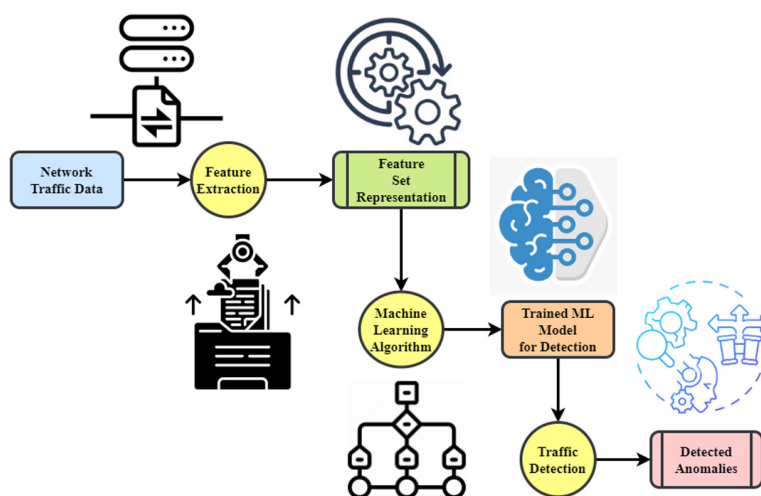 Network
Traffic Data
Feature
Extraction
Feature
Set
Representation
Machine
Learning
Algorithm
Trained ML
Model
for Detection
Traffic
Detection
Detected
Anomalies